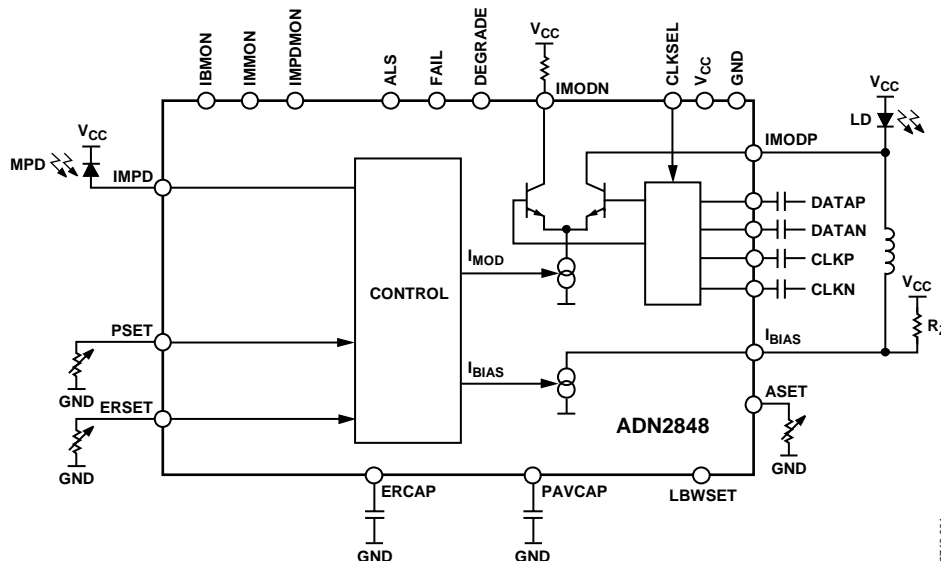 IBMON
IMMON
IMPDMON
ALS
FAIL
DEGRADE
VCC
IMODN
CLKSEL
VCC
GND
VCC
LD
IMODP
VCC
MPD
IMPD
DATAP
DATAN
CLKP
CLKN
IMOD
CONTROL
VCC
R
PSET
GND
IBIAS
IBIAS
ASET
ERSET
GND
ADN2848
GND
ERCAP
PAVCAP
LBWSET
GND
GND